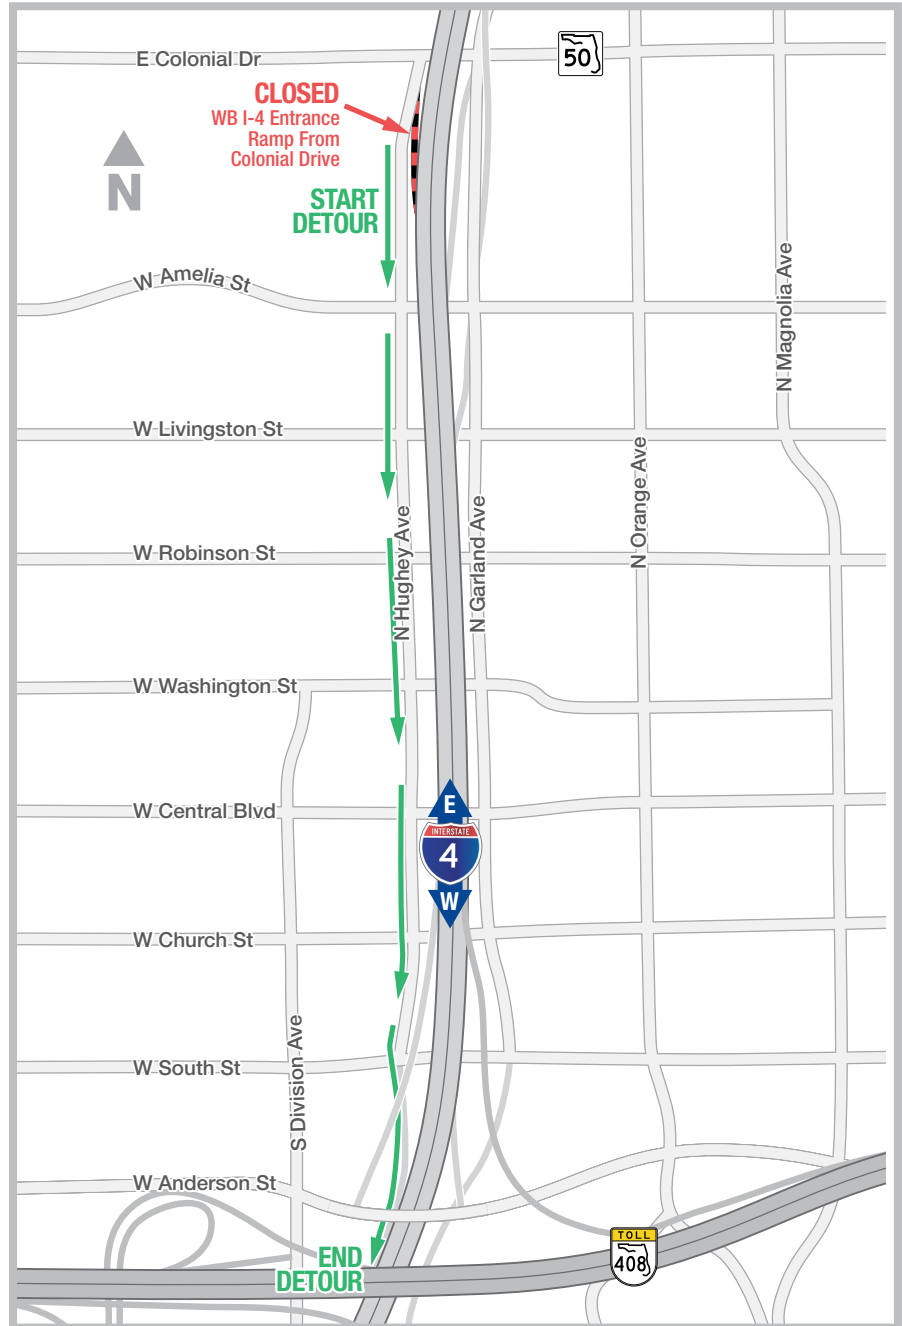 E Colonial Dr
50
CLOSED
WB I-4 Entrance
Ramp From
Colonial Drive
N
START
DETOUR
W Amelia St
N Magnolia Ave
W Livingston St
N Orange Ave
N Hughey Ave
N Garland Ave
W Robinson St
W Washington St
E
W Central Blvd
INTERSTATE
4
W
W Church St
S Division Ave
W South St
W Anderson St
TOLL
408
END
DETOUR